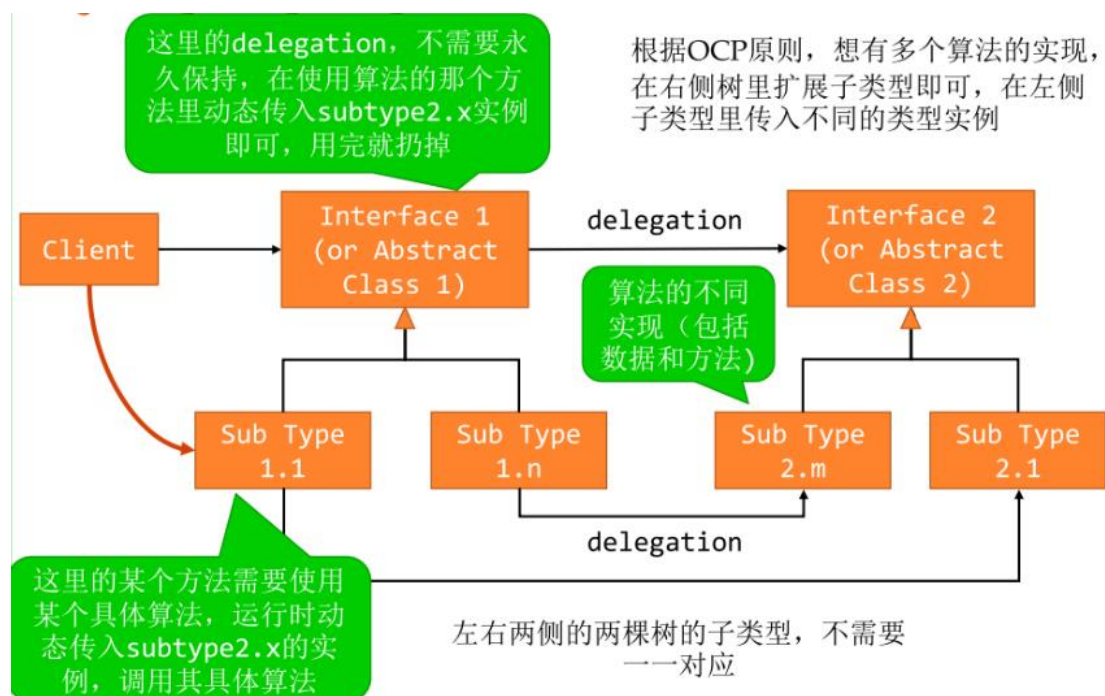 这里的delegation，不需要永
久保持，在使用算法的那个方
法里动态传入subtype2.x实例
即可，用完就扔掉
根据OCP原则，想有多个算法的实现，
在右侧树里扩展子类型即可，在左侧
子类型里传入不同的类型实例
Client
Interface 1
(or Abstract
Class 1)
delegation
Interface 2
(or Abstract
Class 2)
算法的不同
实现（包括
数据和方法)
Sub Type
1.1
Sub Type
1.n
Sub Type
2.m
Sub Type
2.1
delegation
这里的某个方法需要使用
某个具体算法，运行时动
态传入subtype2.x的实
例，调用其具体算法
左右两侧的两棵树的子类型，不需要
一一对应